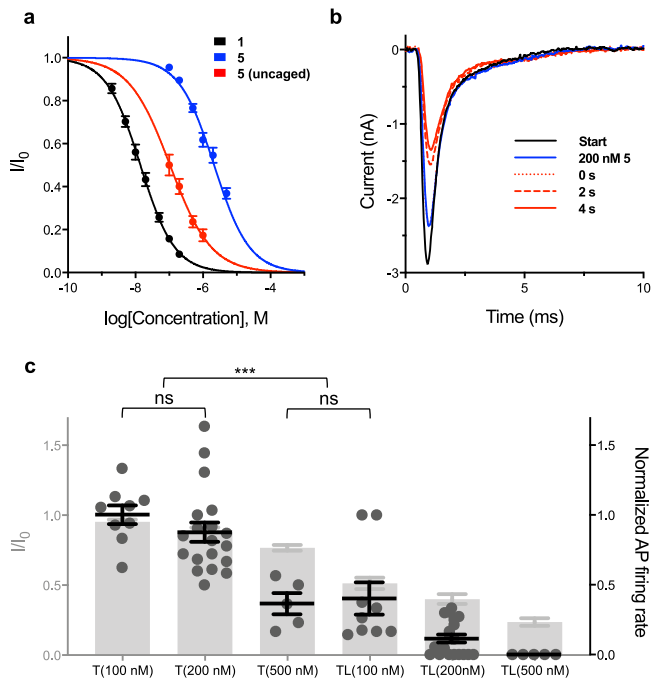 a
1
5
5 (uncaged)
I/I0
1.0
0.8
0.6
0.4
0.2
0.0
-10
-8
-6
-4
log[Concentration], M
b
0
-1
-2
-3
Current (nA)
Start
200 nM 5
0 s
2 s
4 s
0
5
10
Time (ms)
c
***
ns
ns
I/I0
1.5
1.0
0.5
0.0
1.5
1.0
0.5
0.0
Normalized AP firing rate
T(100 nM)
T(200 nM)
T(500 nM)
TL(100 nM)
TL(200nM)
TL(500 nM)